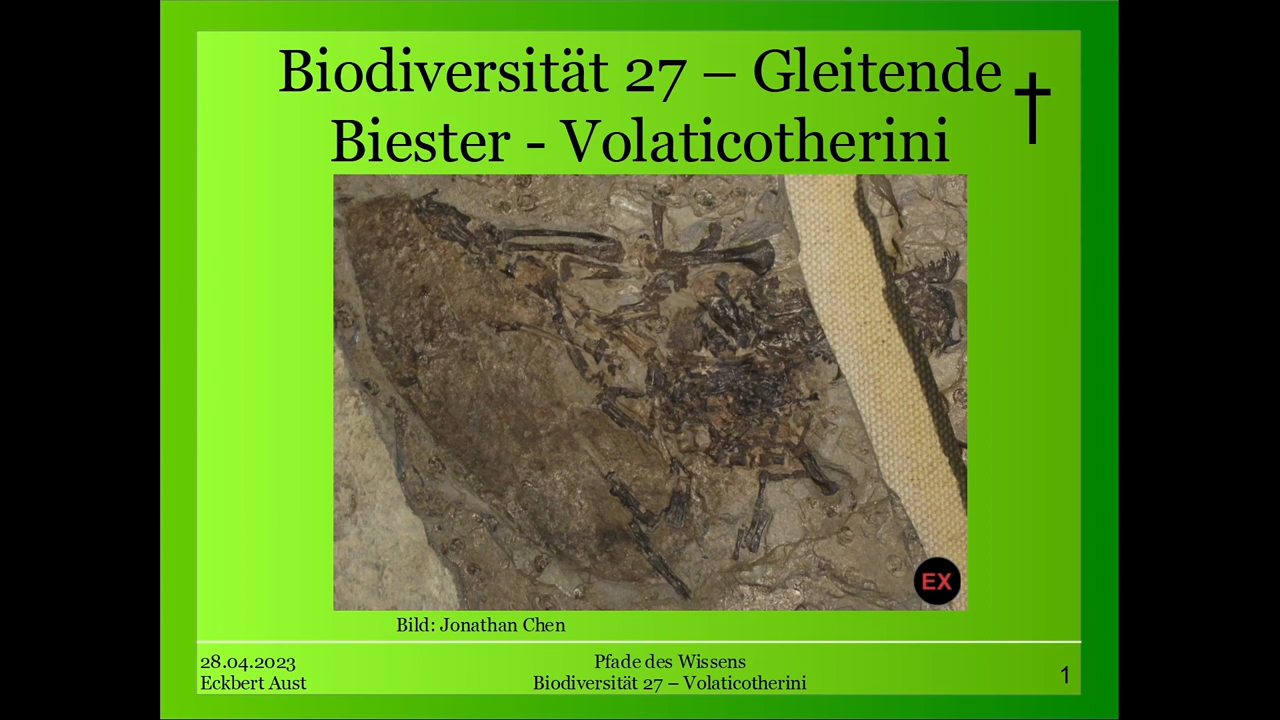 Biodiversität 27 – Gleitende
Biester - Volaticotherini
EX
Bild: Jonathan Chen
28.04.2023
Eckbert Aust
Pfade des Wissens
Biodiversität 27 – Volaticotherini
1